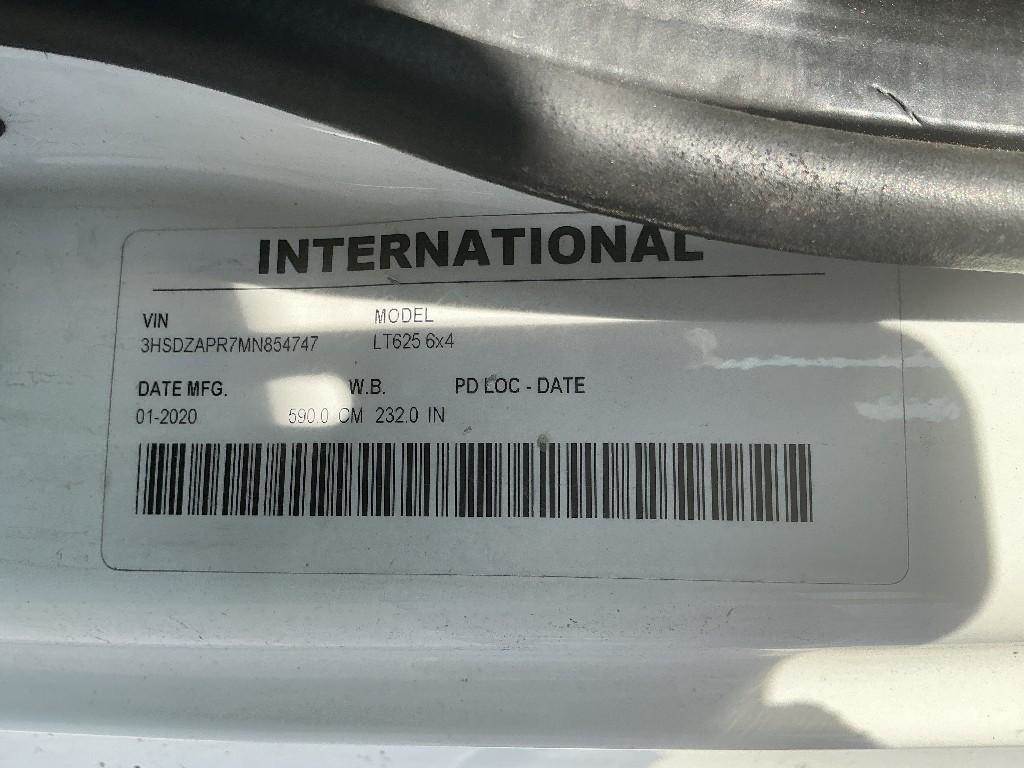 INTERNATIONAL
VIN MODEL
3HSDZAPR7MN854747 LT625 6x4
DATE MFG. W.B. PD LOC - DATE
01-2020 590.0 CM 232.0 IN